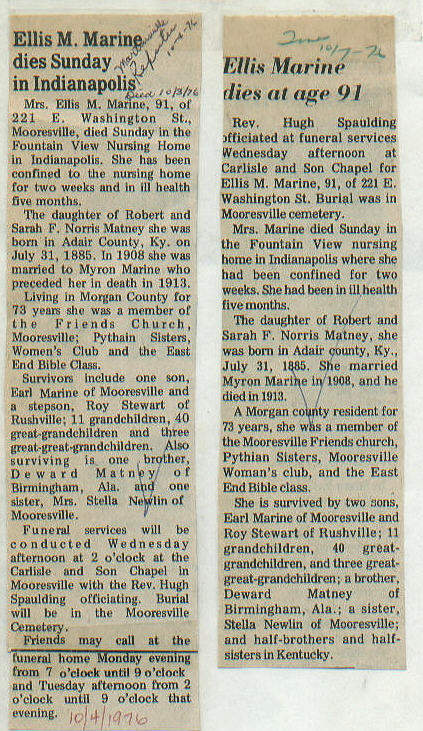 Ellis M. Marine
dies Sunday
in Indianapolis
Martinsville
Reporter
10-4-76
Died 10/3/76
Mrs. Ellis M. Marine, 91, of
221 E. Washington St.,
Mooresville, died Sunday in the
Fountain View Nursing Home
in Indianapolis. She has been
confined to the nursing home
for two weeks and in ill health
five months.
The daughter of Robert and
Sarah F. Norris Matney she was
born in Adair County, Ky. on
July 31, 1885. In 1908 she was
married to Myron Marine who
preceded her in death in 1913.
Living in Morgan County for
73 years she was a member of
the Friends Church,
Mooresville; Pythain Sisters,
Women's Club and the East
End Bible Class.
Survivors include one son,
Earl Marine of Mooresville and
a stepson, Roy Stewart of
Rushville; 11 grandchildren, 40
great-grandchildren and three
great-great-grandchildren. Also
surviving is one brother,
Deward Matney of
Birmingham, Ala. and one
sister, Mrs. Stella Newlin of
Mooresville.
Funeral services will be
conducted Wednesday
afternoon at 2 o'clock at the
Carlisle and Son Chapel in
Mooresville with the Rev. Hugh
Spaulding officiating. Burial
will be in the Mooresville
Cemetery.
Friends may call at the
funeral home Monday evening
from 7 o'clock until 9 o'clock
and Tuesday afternoon from 2
o'clock until 9 o'clock that
evening. 10/4/1976
Times
10/7-76
Ellis Marine
dies at age 91
Rev. Hugh Spaulding
officiated at funeral services
Wednesday afternoon at
Carlisle and Son Chapel for
Ellis M. Marine, 91, of 221 E.
Washington St. Burial was in
Mooresville cemetery.
Mrs. Marine died Sunday in
the Fountain View nursing
home in Indianapolis where she
had been confined for two
weeks. She had been in ill health
five months.
The daughter of Robert and
Sarah F. Norris Matney, she
was born in Adair county, Ky.,
July 31, 1885. She married
Myron Marine in 1908, and he
died in 1913.
A Morgan county resident for
73 years, she was a member of
the Mooresville Friends church,
Pythian Sisters, Mooresville
Woman's club, and the East
End Bible class.
She is survived by two sons,
Earl Marine of Mooresville and
Roy Stewart of Rushville; 11
grandchildren, 40 great-
grandchildren, and three great-
great-grandchildren; a brother,
Deward Matney of
Birmingham, Ala.; a sister,
Stella Newlin of Mooresville;
and half-brothers and half-
sisters in Kentucky.